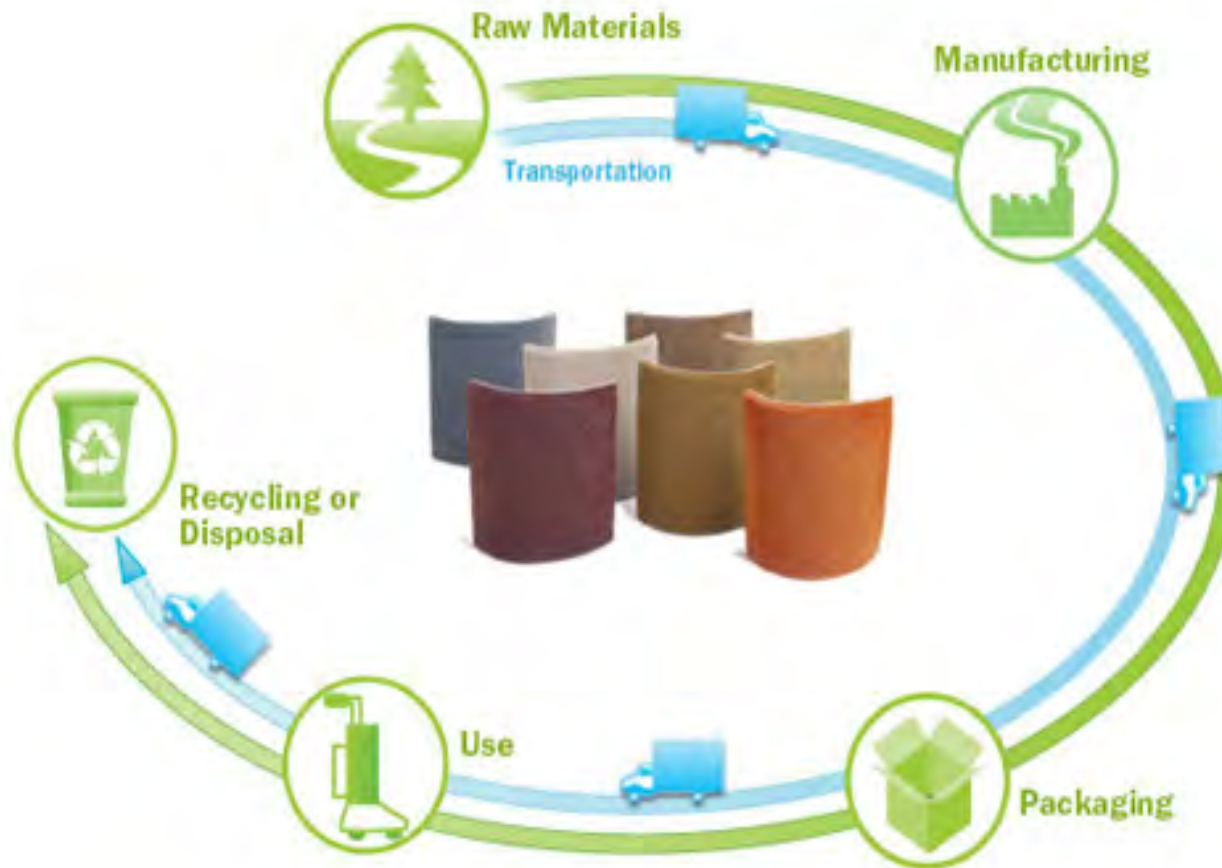 Raw Materials
Manufacturing
Transportation
Recycling or
Disposal
Use
Packaging